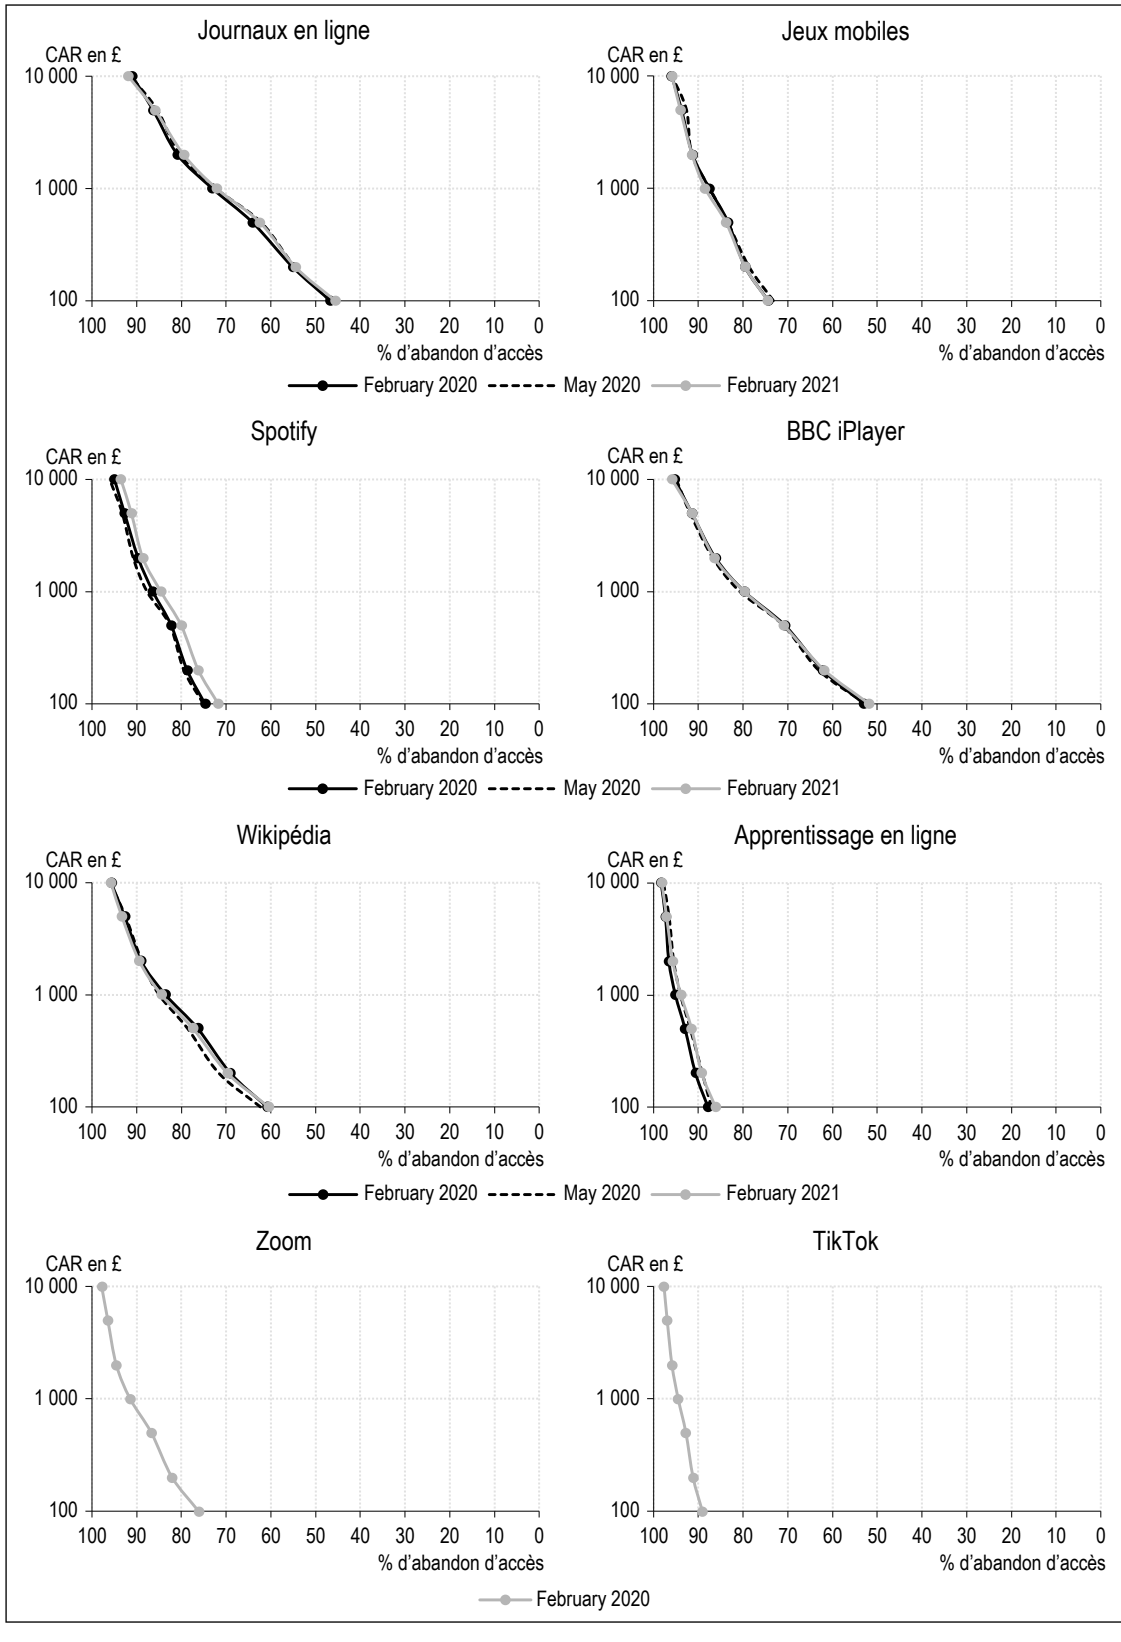 Journaux en ligne
CAR en £
10 000
1 000
100
100 90 80 70 60 50 40 30 20 10 0
% d'abandon d'accès
Jeux mobiles
CAR en £
10 000
1 000
100
100 90 80 70 60 50 40 30 20 10 0
% d'abandon d'accès
February 2020 May 2020 February 2021
Spotify
CAR en £
10 000
1 000
100
100 90 80 70 60 50 40 30 20 10 0
% d'abandon d'accès
BBC iPlayer
CAR en £
10 000
1 000
100
100 90 80 70 60 50 40 30 20 10 0
% d'abandon d'accès
February 2020 May 2020 February 2021
Wikipédia
CAR en £
10 000
1 000
100
100 90 80 70 60 50 40 30 20 10 0
% d'abandon d'accès
Apprentissage en ligne
CAR en £
10 000
1 000
100
100 90 80 70 60 50 40 30 20 10 0
% d'abandon d'accès
February 2020 May 2020 February 2021
Zoom
CAR en £
10 000
1 000
100
100 90 80 70 60 50 40 30 20 10 0
% d'abandon d'accès
TikTok
CAR en £
10 000
1 000
100
100 90 80 70 60 50 40 30 20 10 0
% d'abandon d'accès
February 2020